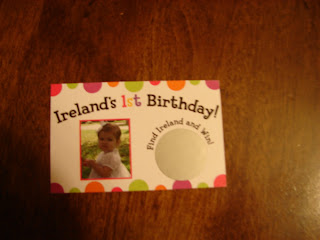 Ireland's 1st Birthday!
Find Ireland and Win!